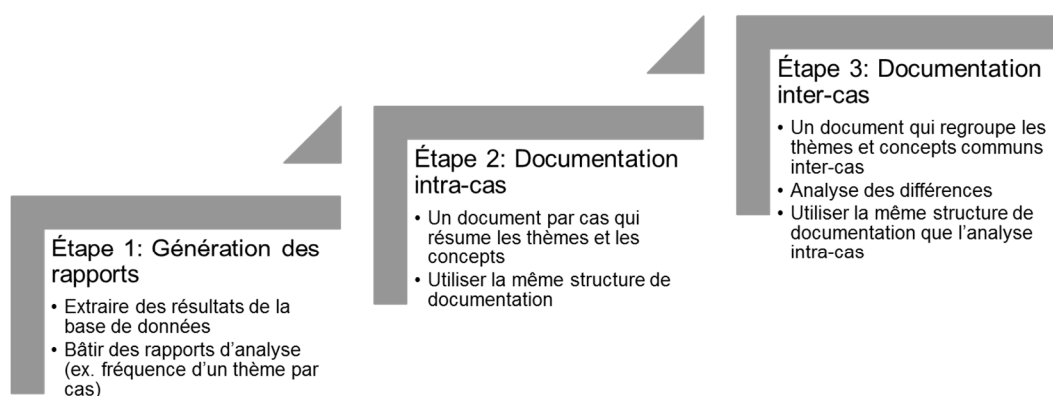 Étape 1: Génération des
rapports
• Extraire des résultats de la
base de données
• Bâtir des rapports d'analyse
(ex. fréquence d'un thème par
cas)
Étape 2: Documentation
intra-cas
• Un document par cas qui
résume les thèmes et les
concepts
• Utiliser la même structure de
documentation
Étape 3: Documentation
inter-cas
• Un document qui regroupe les
thèmes et concepts communs
inter-cas
• Analyse des différences
• Utiliser la même structure de
documentation que l'analyse
intra-cas